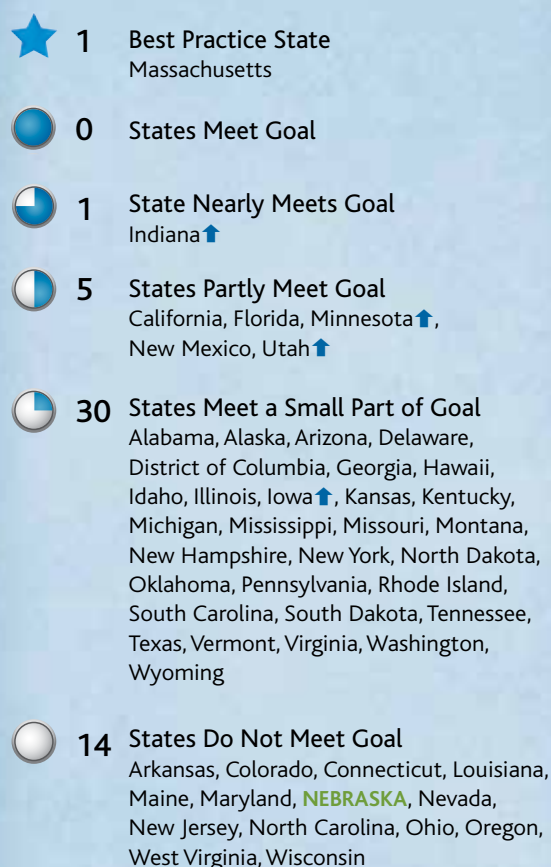 1 Best Practice State
Massachusetts
0 States Meet Goal
1 State Nearly Meets Goal
Indiana⬆
5 States Partly Meet Goal
California, Florida, Minnesota⬆,
New Mexico, Utah⬆
30 States Meet a Small Part of Goal
Alabama, Alaska, Arizona, Delaware,
District of Columbia, Georgia, Hawaii,
Idaho, Illinois, Iowa⬆, Kansas, Kentucky,
Michigan, Mississippi, Missouri, Montana,
New Hampshire, New York, North Dakota,
Oklahoma, Pennsylvania, Rhode Island,
South Carolina, South Dakota, Tennessee,
Texas, Vermont, Virginia, Washington,
Wyoming
14 States Do Not Meet Goal
Arkansas, Colorado, Connecticut, Louisiana,
Maine, Maryland, NEBRASKA, Nevada,
New Jersey, North Carolina, Ohio, Oregon,
West Virginia, Wisconsin